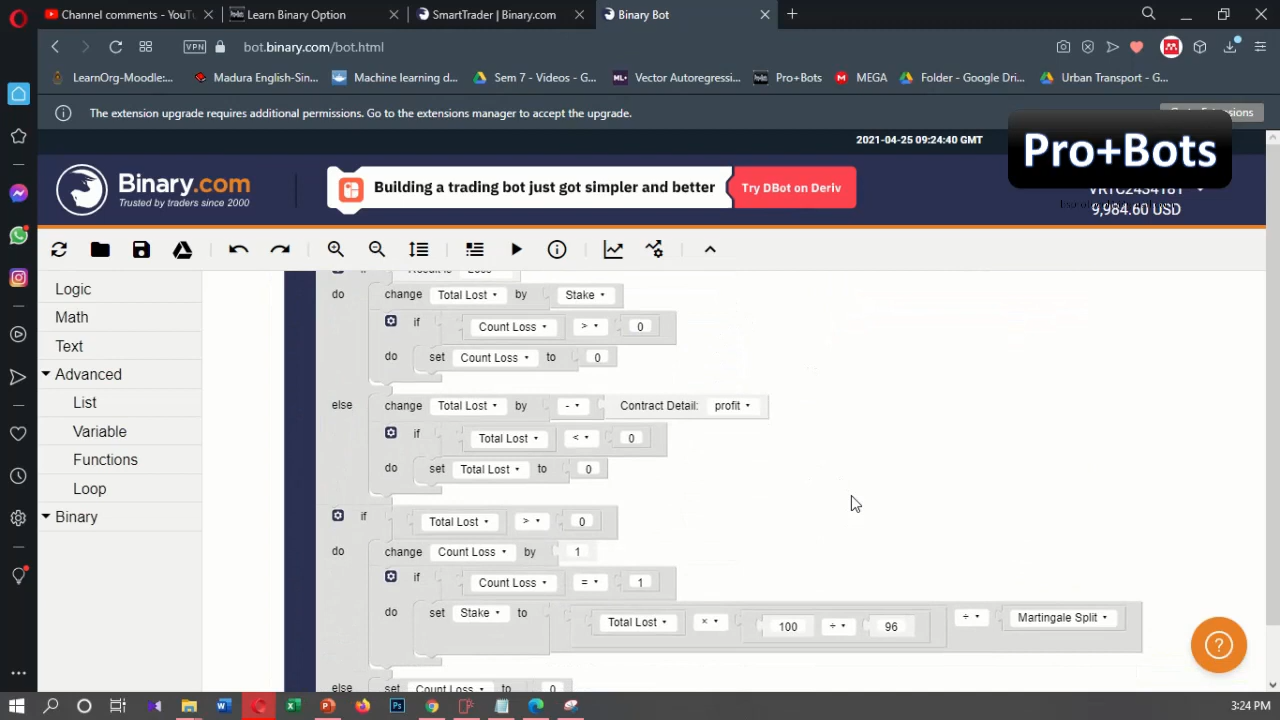 Channel comments - YouTu
Learn Binary Option
SmartTrader | Binary.com
Binary Bot
VPN
bot.binary.com/bot.html
LearnOrg-Moodle:...
Madura English-Sin...
Machine learning d...
Sem 7 - Videos - G...
Vector Autoregressi...
Pro+Bots
MEGA
Folder - Google Dri...
Urban Transport - G...
The extension upgrade requires additional permissions. Go to the extensions manager to accept the upgrade.
2021-04-25 09:24:40 GMT
Pro+Bots
Binary.com
Trusted by traders since 2000
Building a trading bot just got simpler and better
Try DBot on Deriv
9,984.60 USD
Logic
Math
Text
Advanced
List
Variable
Functions
Loop
Binary
if Result is Loss
do change Total Lost by Stake
if Count Loss > 0
do set Count Loss to 0
else change Total Lost by - Contract Detail: profit
if Total Lost < 0
do set Total Lost to 0
if Total Lost > 0
do change Count Loss by 1
if Count Loss = 1
do set Stake to Total Lost × 100 ÷ 96 ÷ Martingale Split
else set Count Loss to 0
3:24 PM